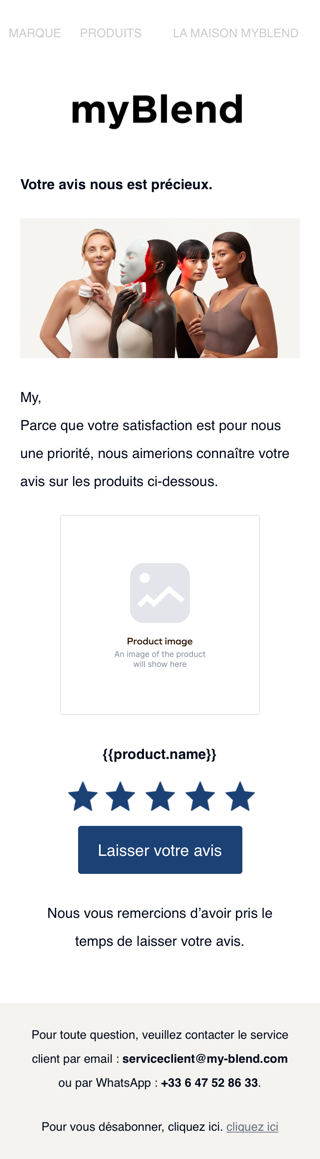 MARQUE PRODUITS LA MAISON MYBLEND
myBlend
Votre avis nous est précieux.
My,
Parce que votre satisfaction est pour nous
une priorité, nous aimerions connaître votre
avis sur les produits ci-dessous.
Product image
An image of the product
will show here
{{product.name}}
Laisser votre avis
Nous vous remercions d’avoir pris le
temps de laisser votre avis.
Pour toute question, veuillez contacter le service
client par email : serviceclient@my-blend.com
ou par WhatsApp : +33 6 47 52 86 33.
Pour vous désabonner, cliquez ici. cliquez ici